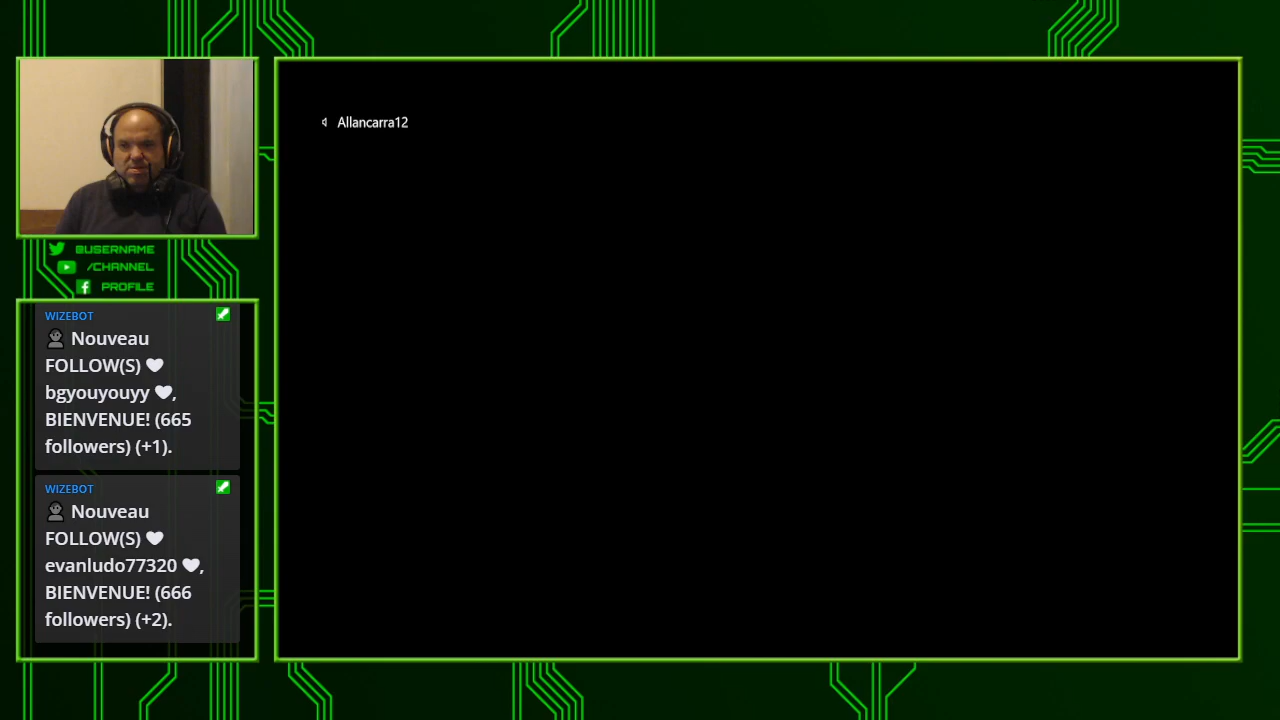 Allancarra12
@USERNAME
/CHANNEL
PROFILE
WIZEBOT
Nouveau
FOLLOW(S)
bgyouyouyy ,
BIENVENUE! (665
followers) (+1).
WIZEBOT
Nouveau
FOLLOW(S)
evanludo77320 ,
BIENVENUE! (666
followers) (+2).